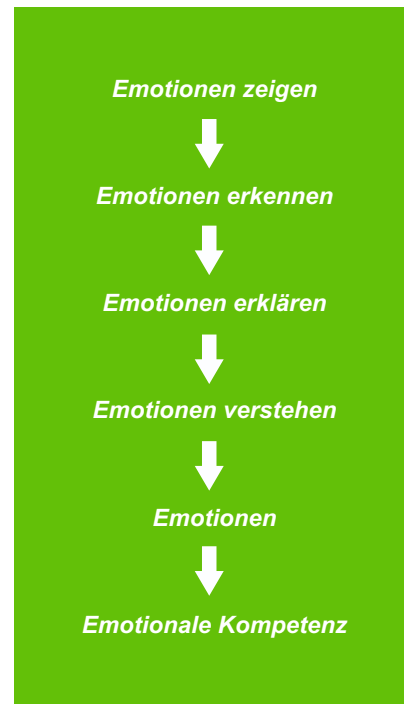 Emotionen zeigen
Emotionen erkennen
Emotionen erklären
Emotionen verstehen
Emotionen
Emotionale Kompetenz